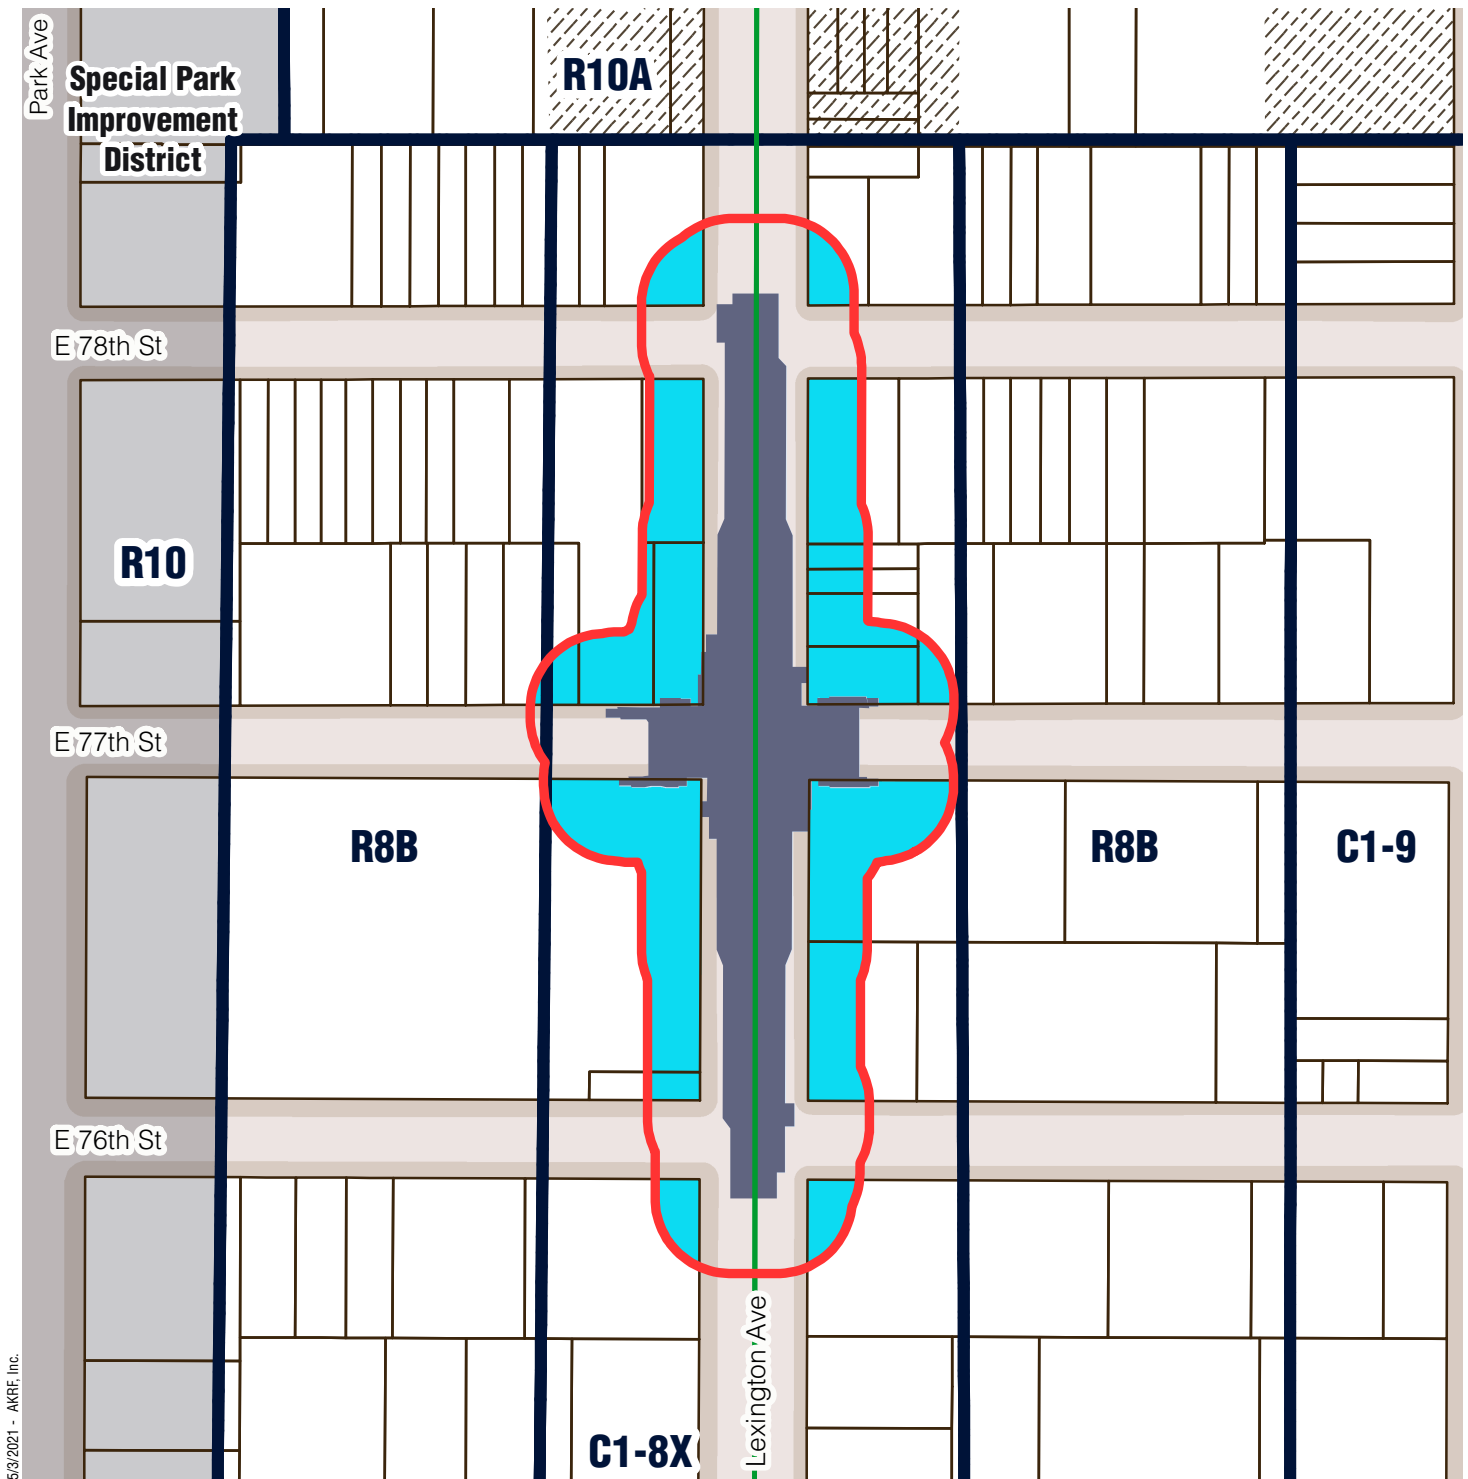 Park Ave
Special Park
Improvement
District
R10A
E 78th St
R10
E 77th St
R8B
R8B
C1-9
E 76th St
Lexington Ave
C1-8X
5/3/2021 - AKRF, Inc.